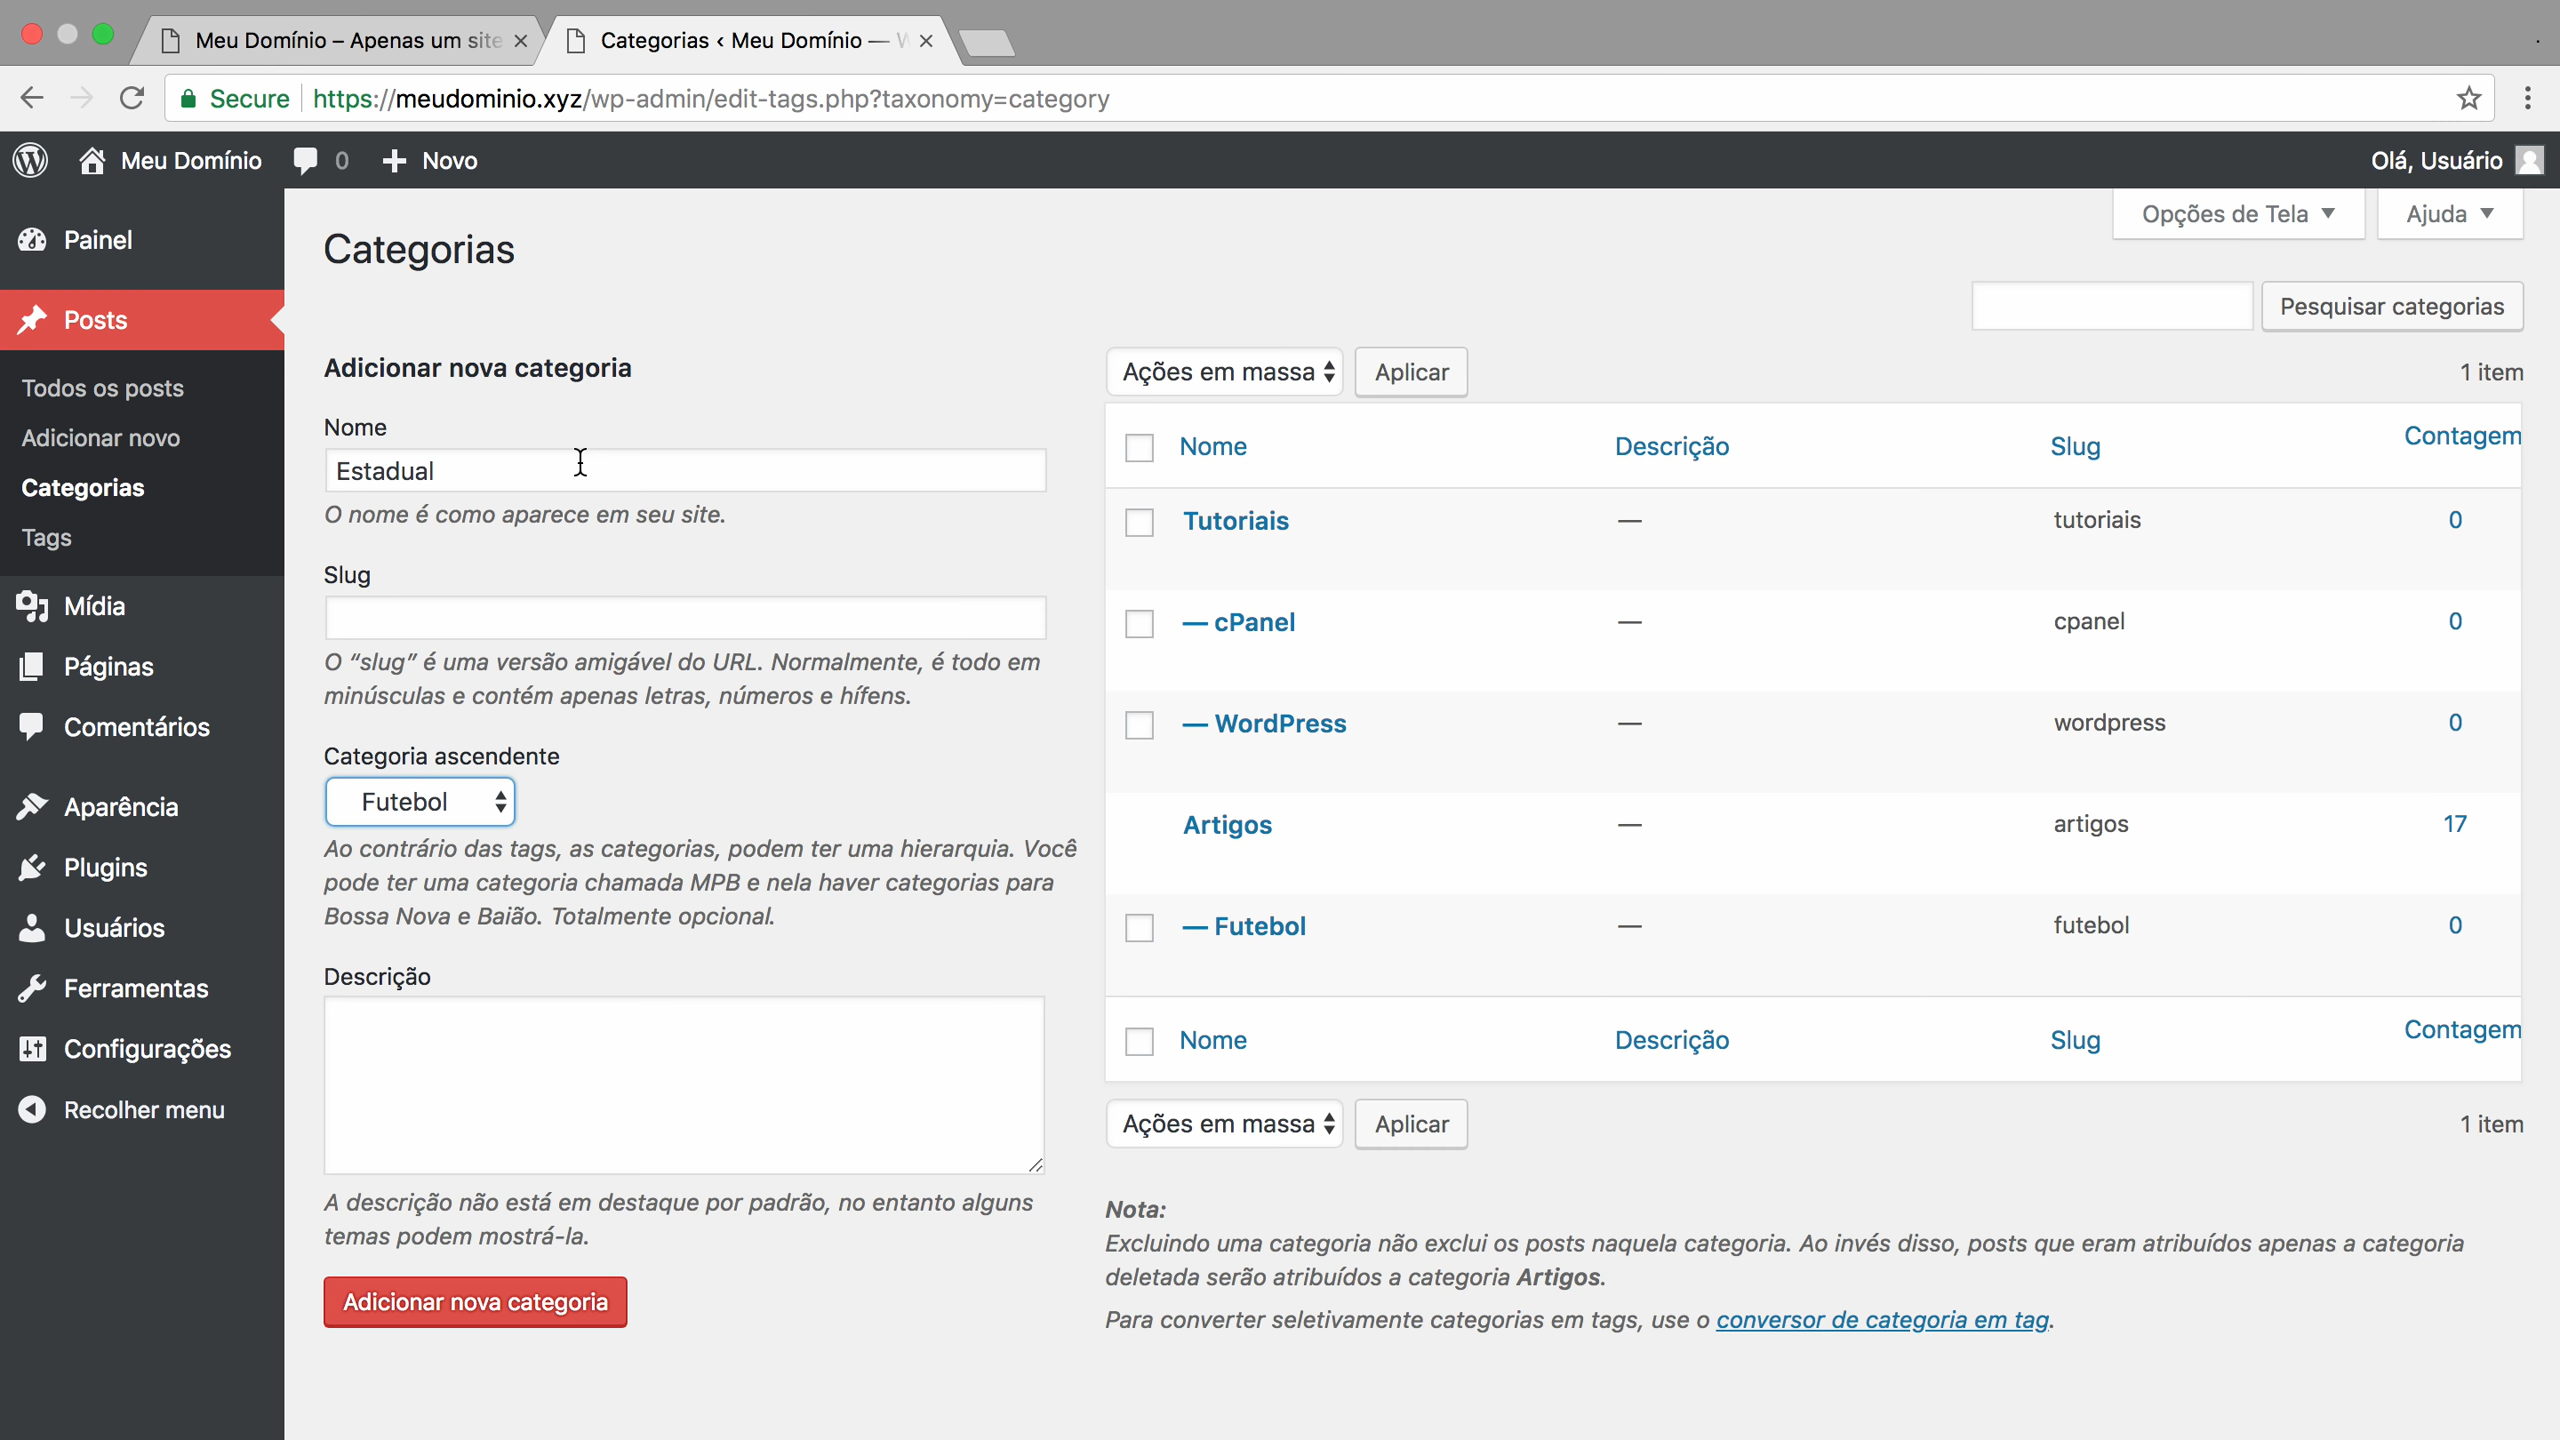 Meu Domínio – Apenas um site
Categorias ‹ Meu Domínio — W
Secure
https://meudominio.xyz/wp-admin/edit-tags.php?taxonomy=category
Meu Domínio
0
Novo
Olá, Usuário
Painel
Posts
Todos os posts
Adicionar novo
Categorias
Tags
Mídia
Páginas
Comentários
Aparência
Plugins
Usuários
Ferramentas
Configurações
Recolher menu
Opções de Tela
Ajuda
Categorias
Pesquisar categorias
Adicionar nova categoria
Nome
Estadual
O nome é como aparece em seu site.
Slug
O “slug” é uma versão amigável do URL. Normalmente, é todo em
minúsculas e contém apenas letras, números e hífens.
Categoria ascendente
Futebol
Ao contrário das tags, as categorias, podem ter uma hierarquia. Você
pode ter uma categoria chamada MPB e nela haver categorias para
Bossa Nova e Baião. Totalmente opcional.
Descrição
A descrição não está em destaque por padrão, no entanto alguns
temas podem mostrá-la.
Adicionar nova categoria
Ações em massa
Aplicar
1 item
Nome Descrição Slug Contagem
Tutoriais — tutoriais 0
— cPanel — cpanel 0
— WordPress — wordpress 0
Artigos — artigos 17
— Futebol — futebol 0
Nome Descrição Slug Contagem
Ações em massa
Aplicar
1 item
Nota:
Excluindo uma categoria não exclui os posts naquela categoria. Ao invés disso, posts que eram atribuídos apenas a categoria
deletada serão atribuídos a categoria Artigos.
Para converter seletivamente categorias em tags, use o conversor de categoria em tag.